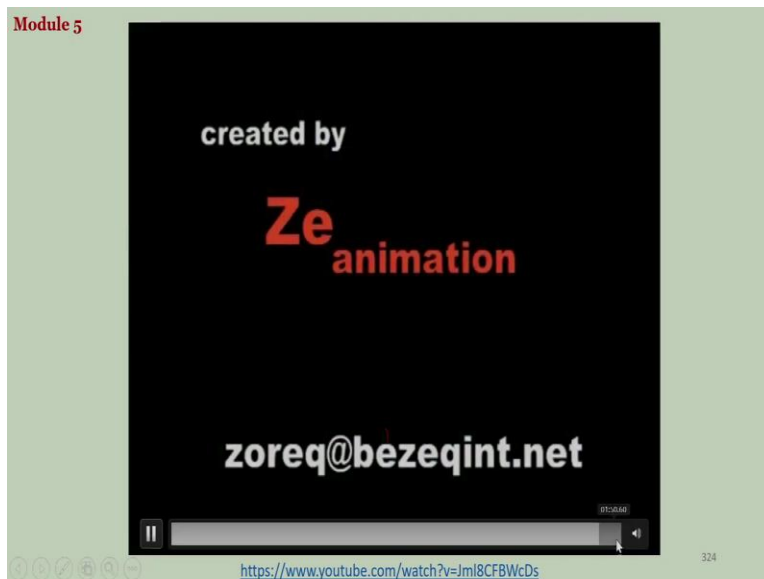 Module 5
created by
Ze
animation
zoreq@bezeqint.net
324
https://www.youtube.com/watch?v=Jml8CFBWcDs